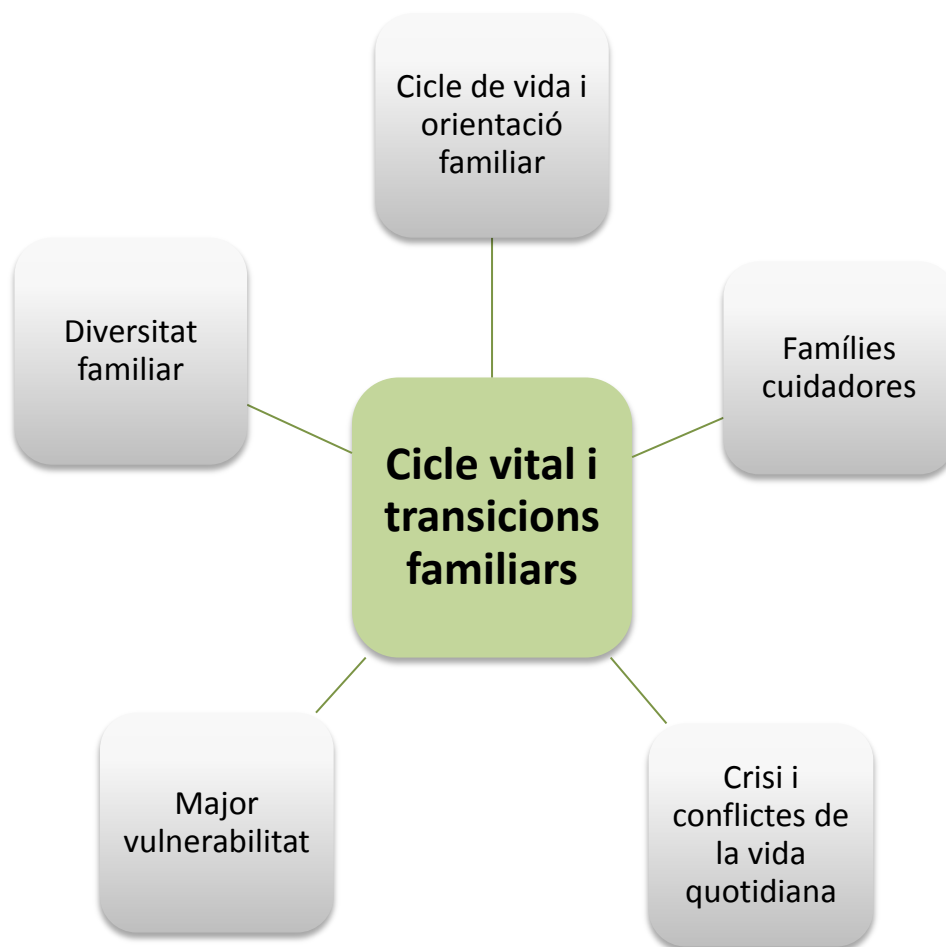 Cicle de vida i
orientació
familiar
Diversitat
familiar
Famílies
cuidadores
Cicle vital i
transicions
familiars
Major
vulnerabilitat
Crisi i
conflictes de
la vida
quotidiana